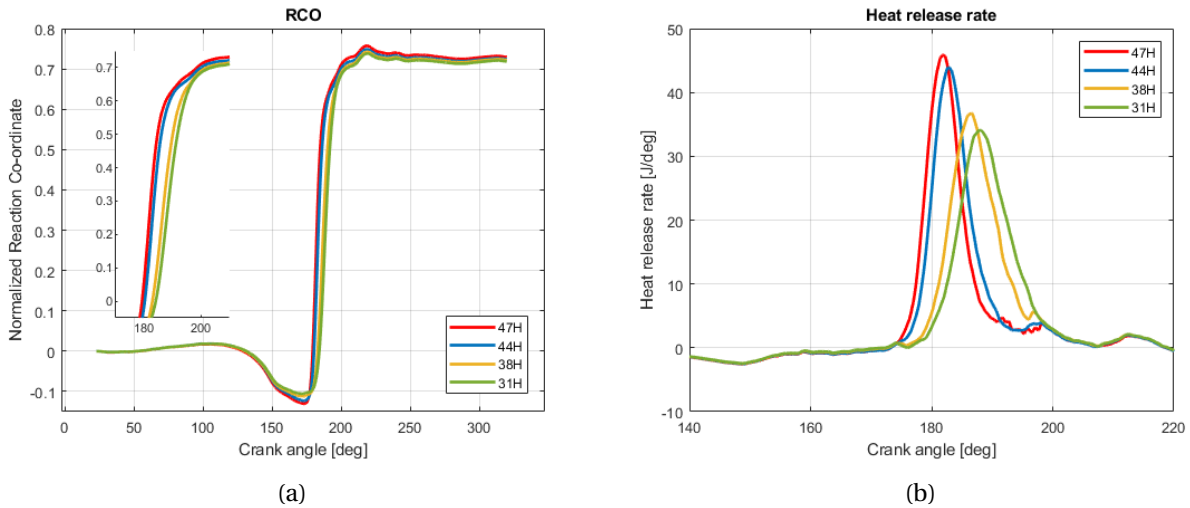 RCO
0.8
0.7
0.6
0.5
0.4
0.3
0.2
0.1
0
-0.1
Normalized Reaction Co-ordinate
0.7
0.6
0.5
0.4
0.3
0.2
0.1
0
180 200
47H
44H
38H
31H
0 50 100 150 200 250 300
Crank angle [deg]
(a)
Heat release rate
50
40
30
20
10
0
-10
Heat release rate [J/deg]
47H
44H
38H
31H
140 160 180 200 220
Crank angle [deg]
(b)